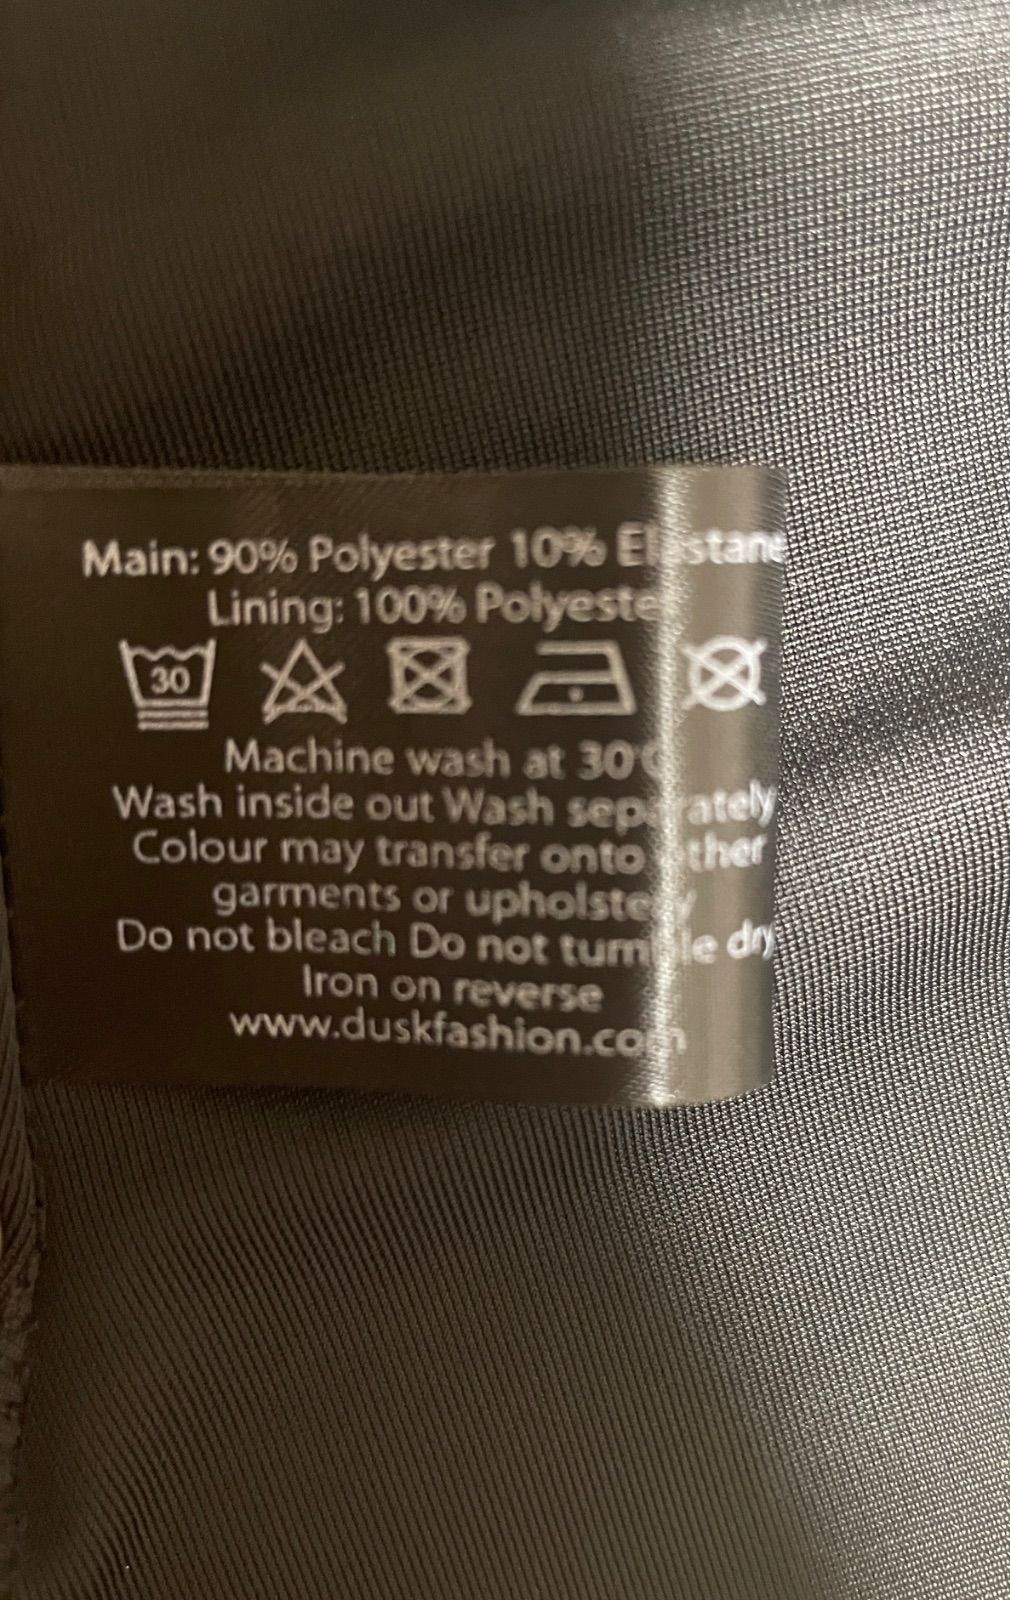 Main: 90% Polyester 10% Elastane
Lining: 100% Polyester
30
Machine wash at 30°C
Wash inside out Wash separately
Colour may transfer onto other
garments or upholstery
Do not bleach Do not tumble dry
Iron on reverse
www.duskfashion.com